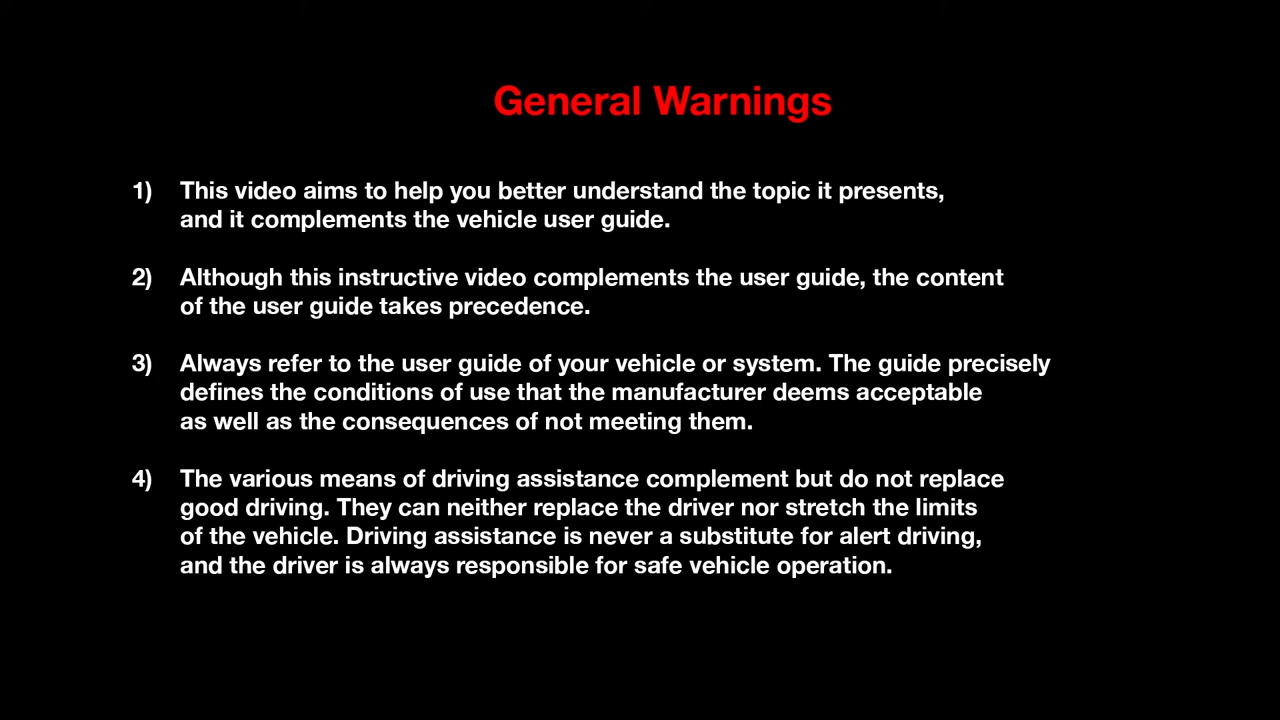 General Warnings
1) This video aims to help you better understand the topic it presents,
and it complements the vehicle user guide.
2) Although this instructive video complements the user guide, the content
of the user guide takes precedence.
3) Always refer to the user guide of your vehicle or system. The guide precisely
defines the conditions of use that the manufacturer deems acceptable
as well as the consequences of not meeting them.
4) The various means of driving assistance complement but do not replace
good driving. They can neither replace the driver nor stretch the limits
of the vehicle. Driving assistance is never a substitute for alert driving,
and the driver is always responsible for safe vehicle operation.